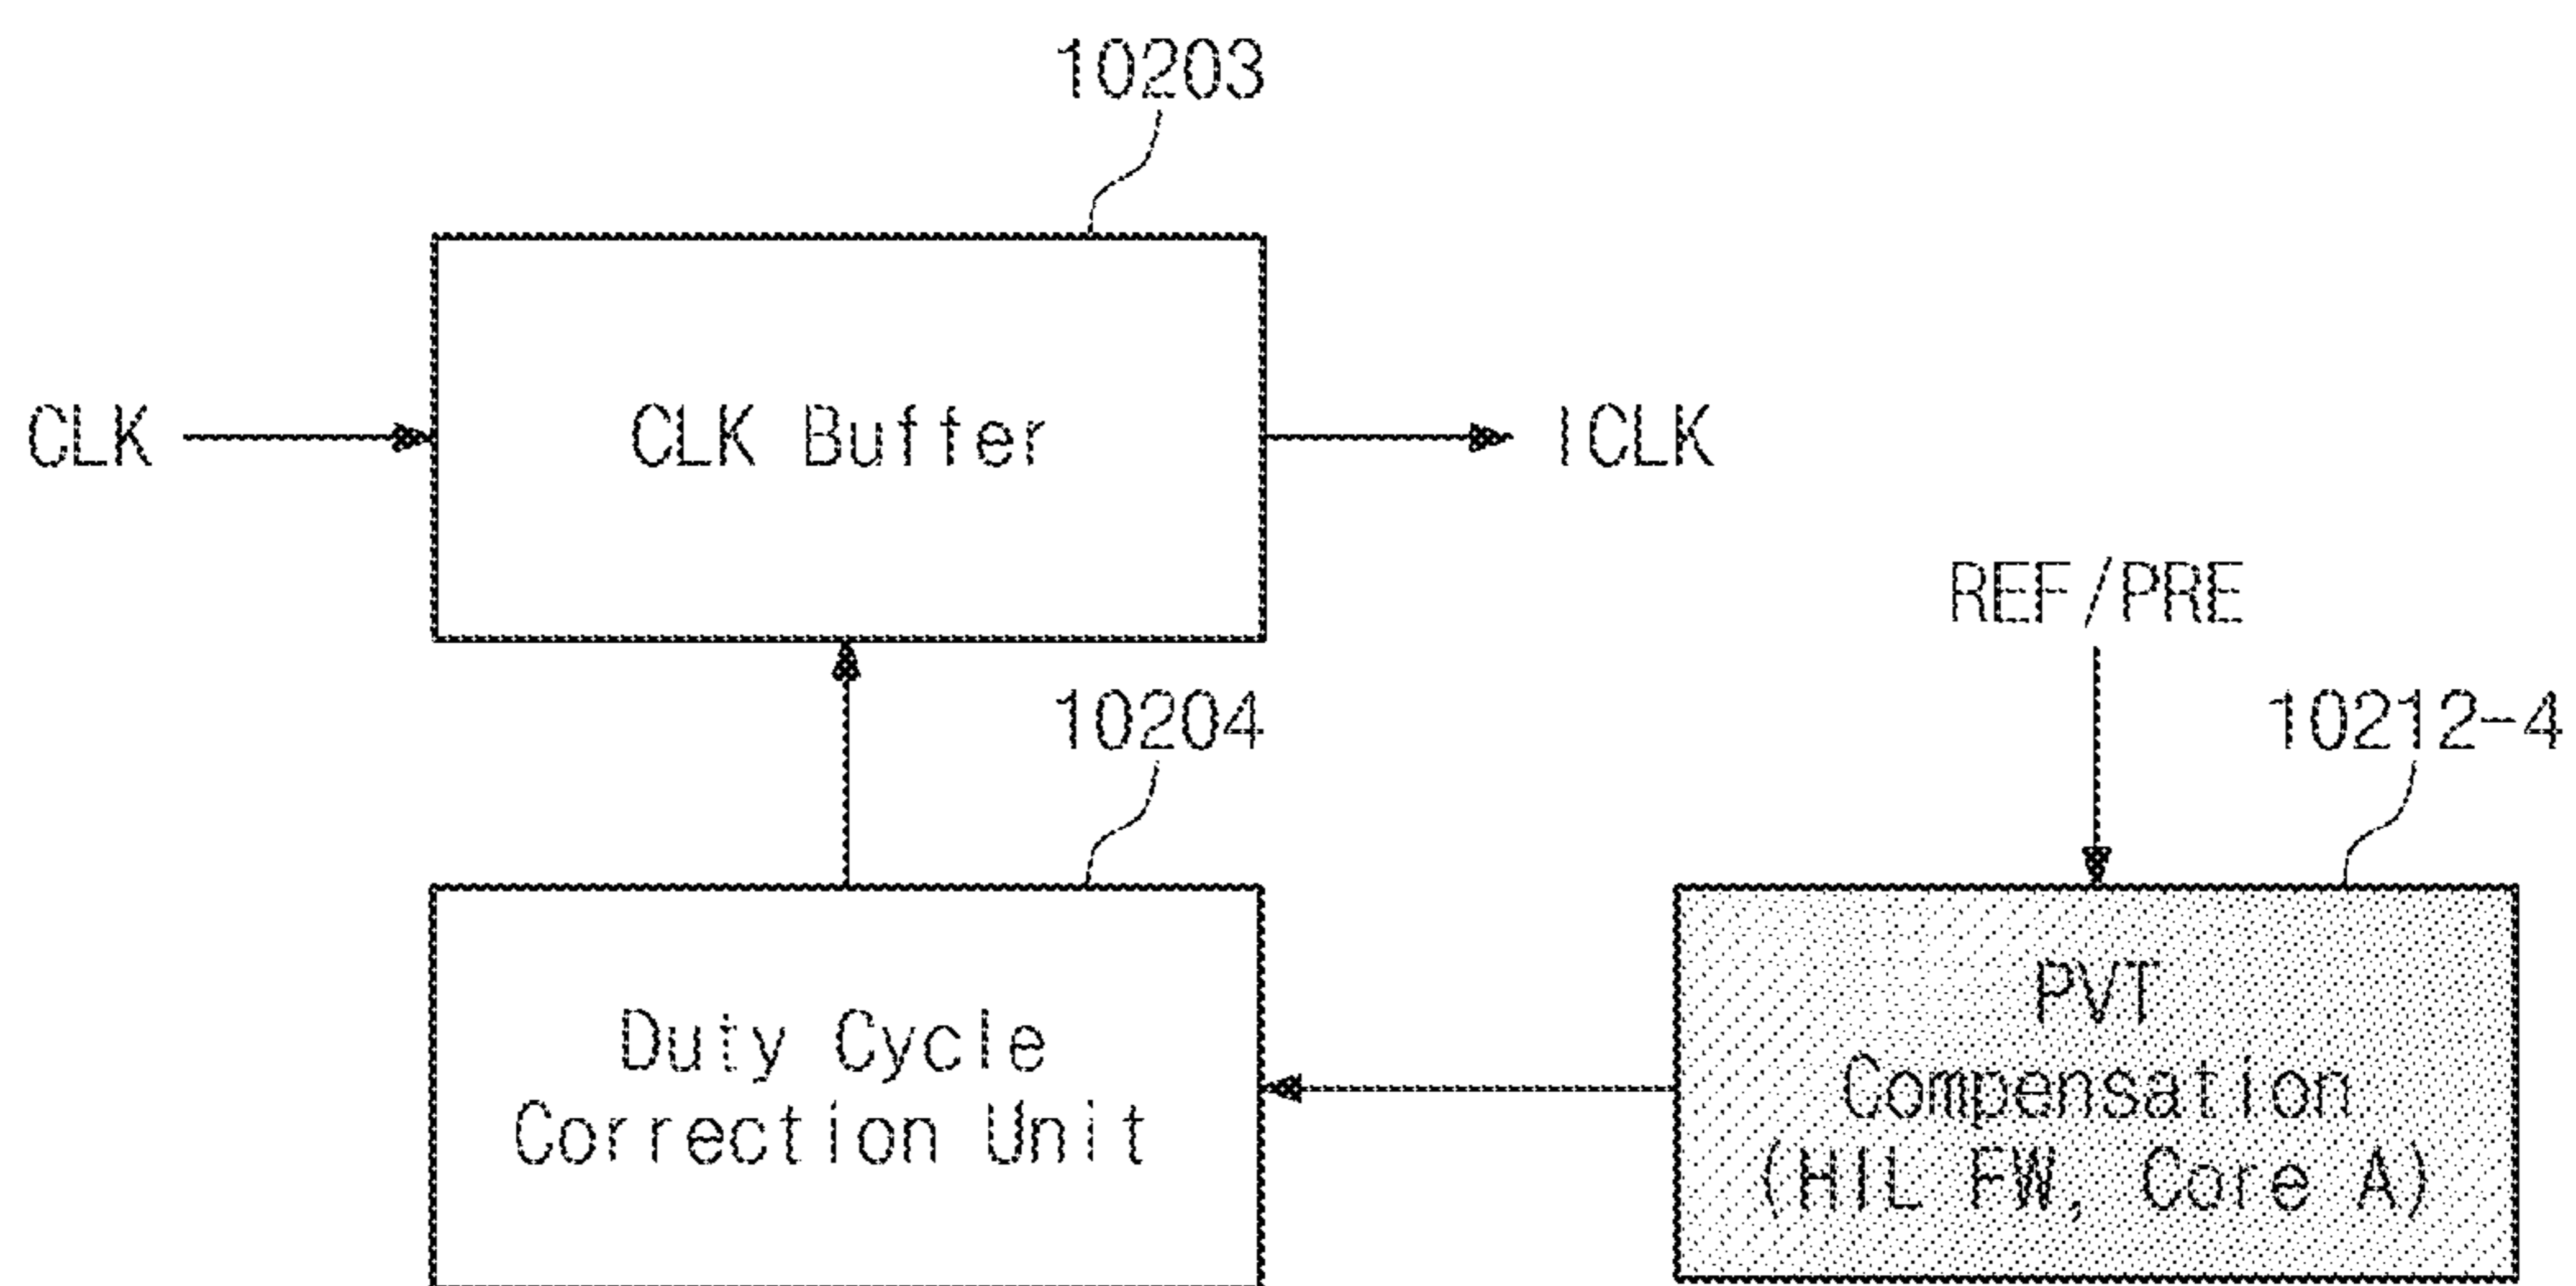 10203
CLK
CLK Buffer
ICLK
REF/PRE
10204
10212-4
Duty Cycle
Correction Unit
PVT
Compensation
(HIL FW, Core A)